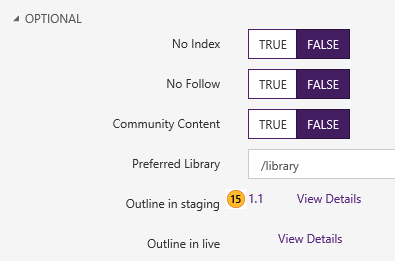 OPTIONAL
No Index TRUE FALSE
No Follow TRUE FALSE
Community Content TRUE FALSE
Preferred Library /library
Outline in staging 15 1.1 View Details
Outline in live View Details